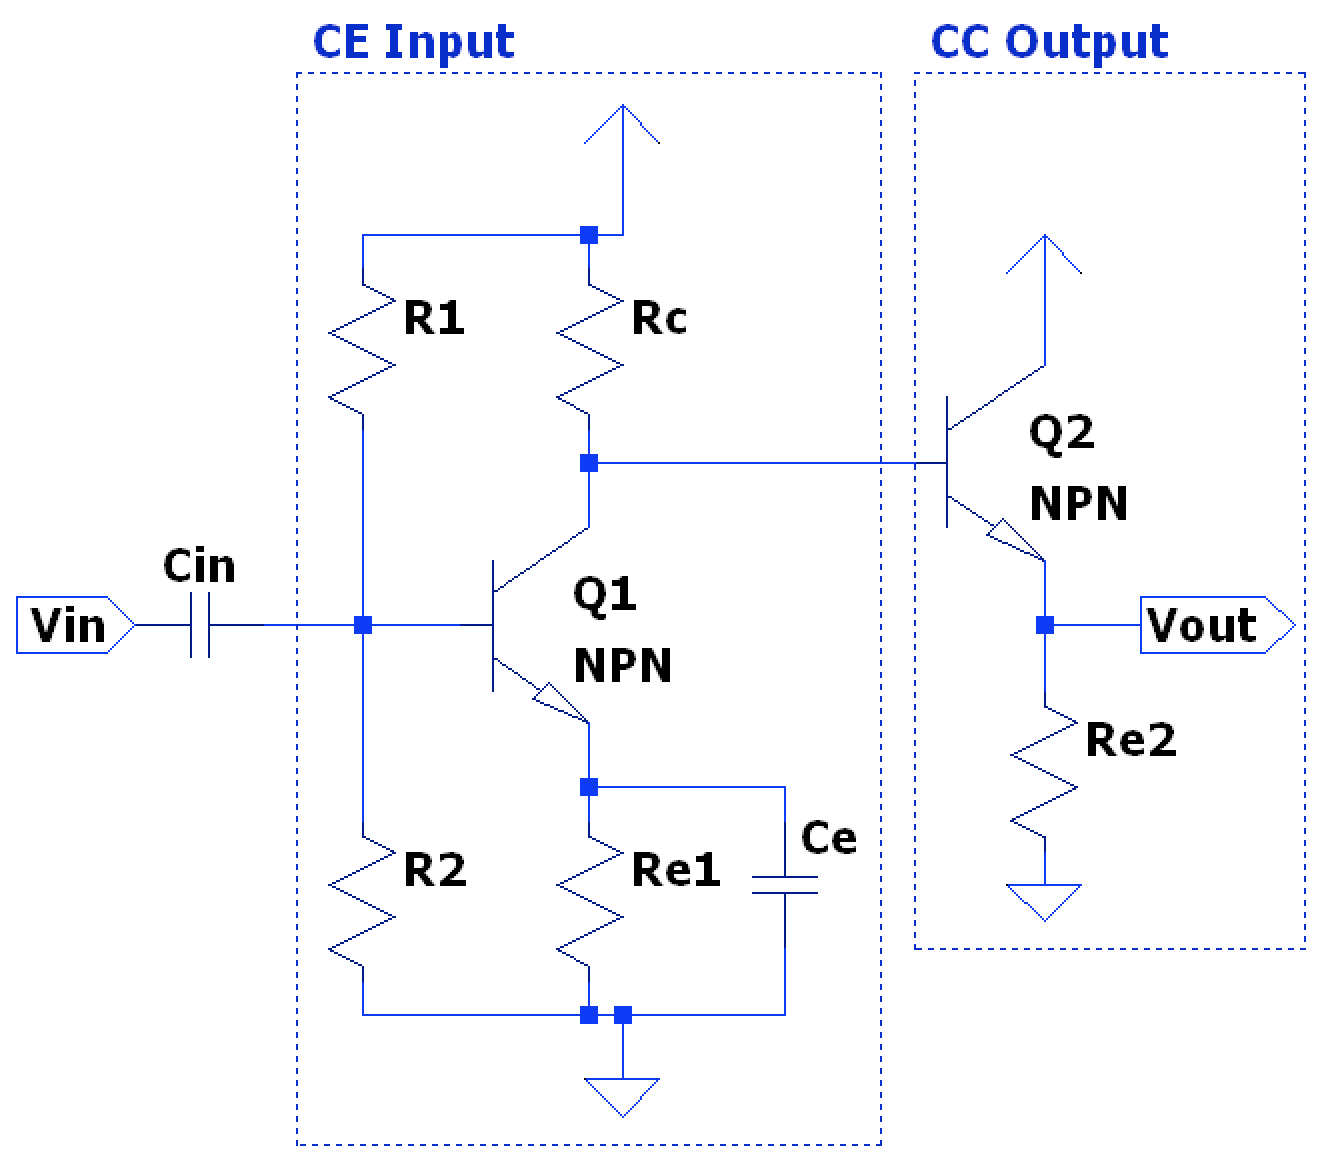 CE Input
CC Output
R1
Rc
Q2
NPN
Cin
Vin
Q1
NPN
Vout
Re2
Ce
R2
Re1